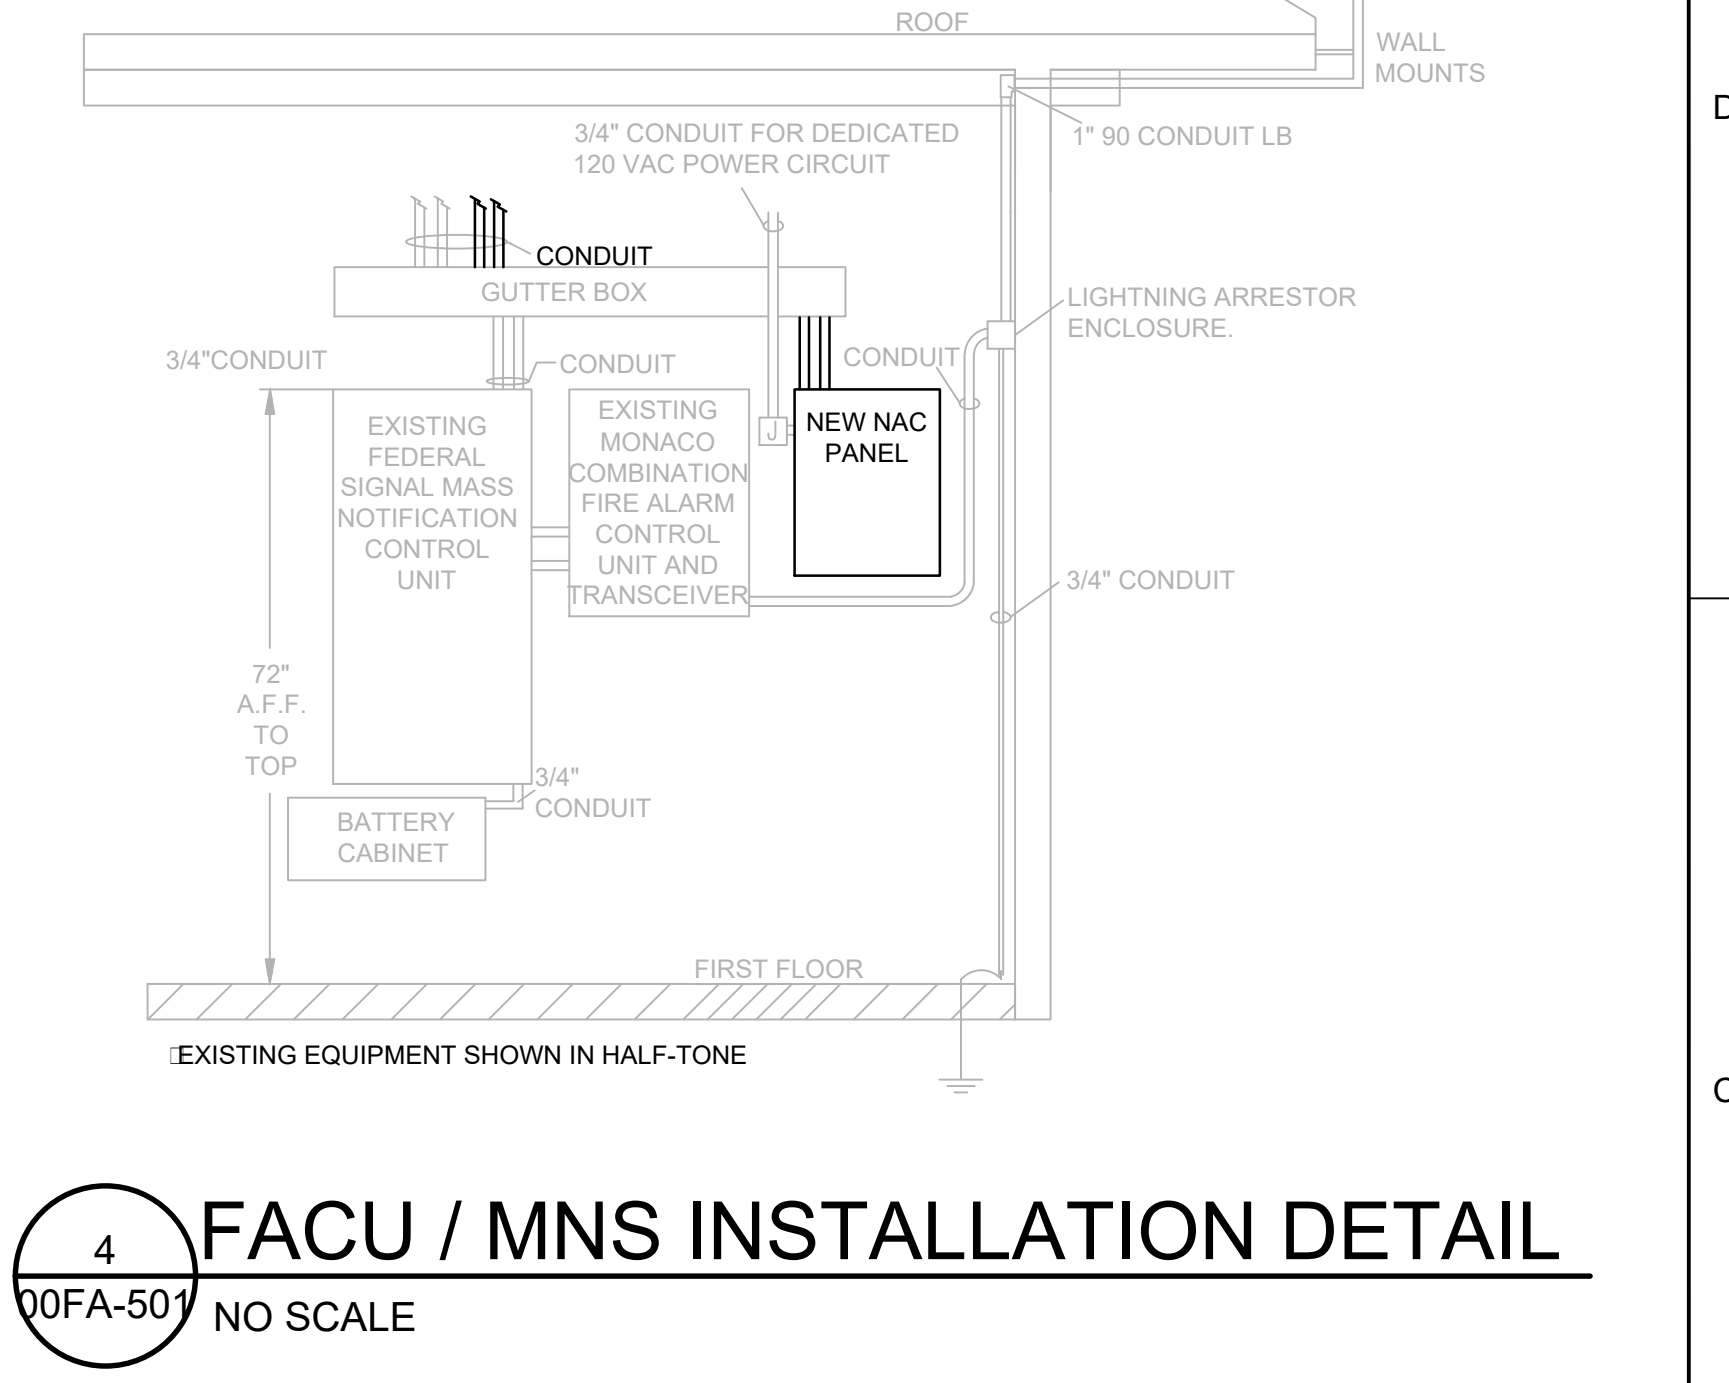 ROOF
WALL
MOUNTS
D
3/4" CONDUIT FOR DEDICATED
120 VAC POWER CIRCUIT
1" 90 CONDUIT LB
CONDUIT
GUTTER BOX
LIGHTNING ARRESTOR
ENCLOSURE.
3/4"CONDUIT
CONDUIT
CONDUIT
EXISTING
FEDERAL
SIGNAL MASS
NOTIFICATION
CONTROL
UNIT
EXISTING
MONACO
COMBINATION
FIRE ALARM
CONTROL
UNIT AND
TRANSCEIVER
J
NEW NAC
PANEL
3/4" CONDUIT
72"
A.F.F.
TO
TOP
3/4"
CONDUIT
BATTERY
CABINET
FIRST FLOOR
EXISTING EQUIPMENT SHOWN IN HALF-TONE
C
4
00FA-501
FACU / MNS INSTALLATION DETAIL
NO SCALE